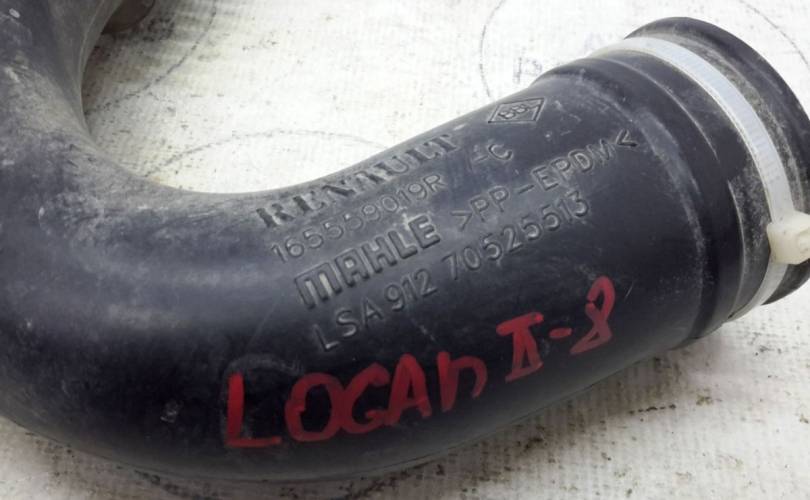 RENAULT
165559019R -C
MAHLE >PP-EPDM<
LSA 912 70525513
LOGAN II-8